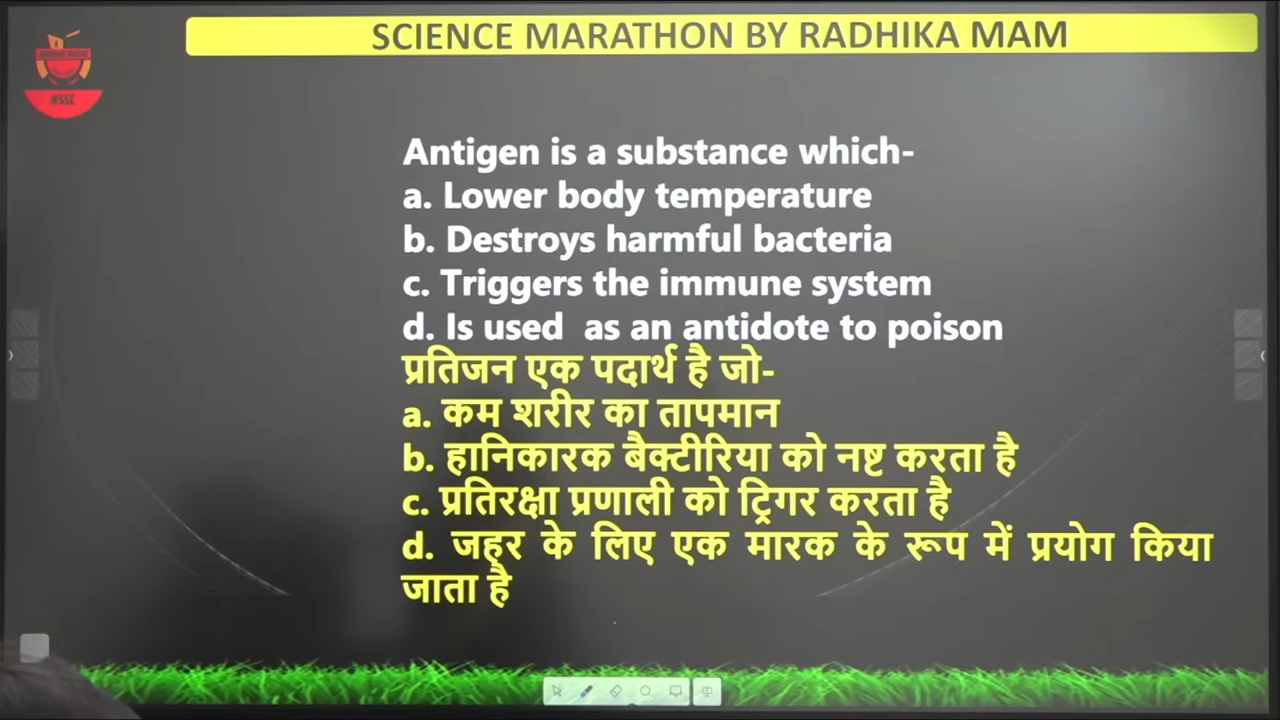 SCIENCE MARATHON BY RADHIKA MAM
#SSC
Antigen is a substance which-
a. Lower body temperature
b. Destroys harmful bacteria
c. Triggers the immune system
d. Is used as an antidote to poison
प्रतिजन एक पदार्थ है जो-
a. कम शरीर का तापमान
b. हानिकारक बैक्टीरिया को नष्ट करता है
c. प्रतिरक्षा प्रणाली को ट्रिगर करता है
d. जहर के लिए एक मारक के रूप में प्रयोग किया
जाता है